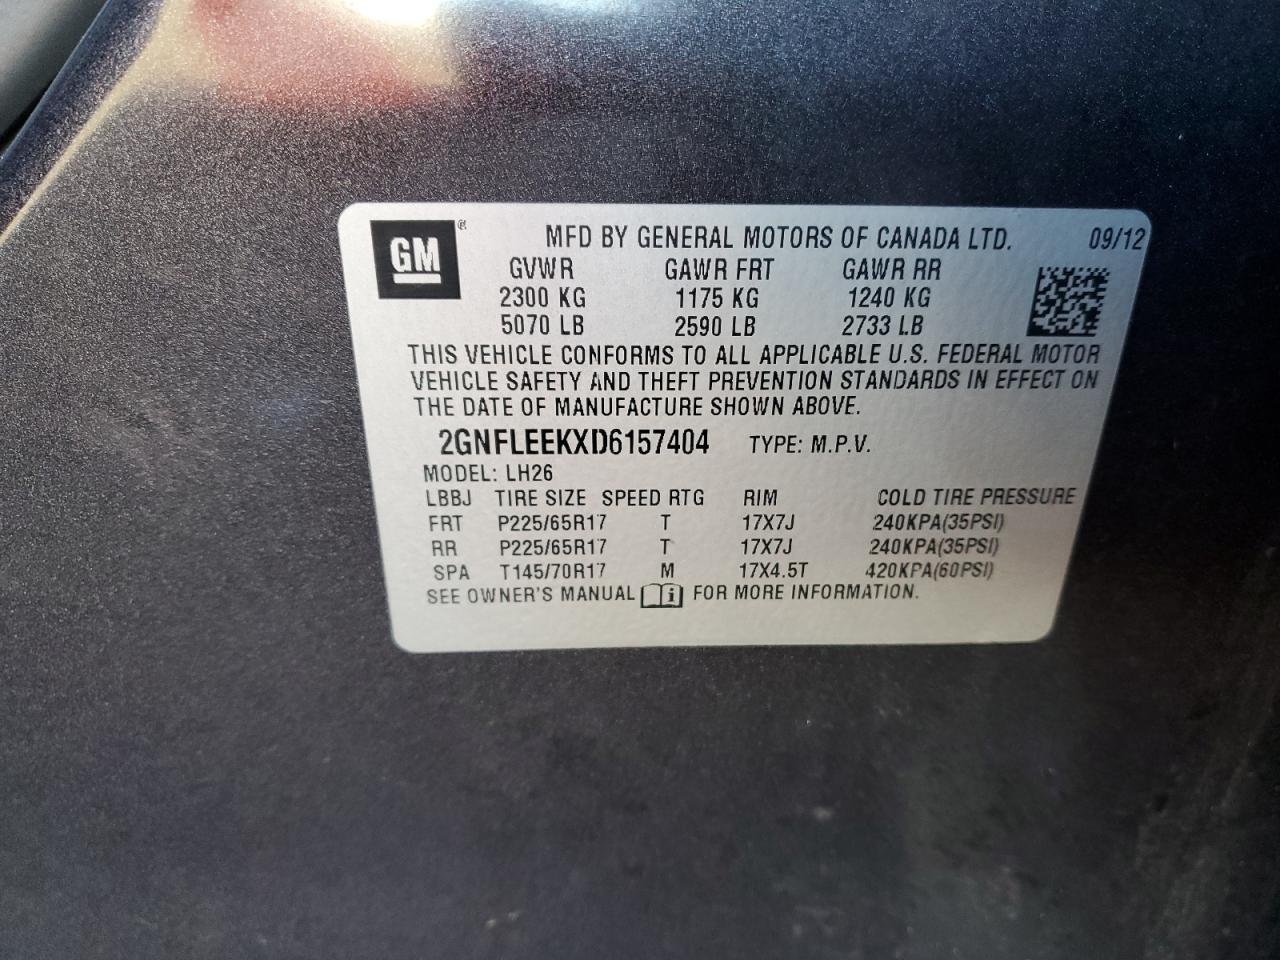 GM ® MFD BY GENERAL MOTORS OF CANADA LTD. 09/12
GVWR GAWR FRT GAWR RR
2300 KG 1175 KG 1240 KG
5070 LB 2590 LB 2733 LB
THIS VEHICLE CONFORMS TO ALL APPLICABLE U.S. FEDERAL MOTOR
VEHICLE SAFETY AND THEFT PREVENTION STANDARDS IN EFFECT ON
THE DATE OF MANUFACTURE SHOWN ABOVE.
2GNFLEEKXD6157404 TYPE: M.P.V.
MODEL: LH26
LBBJ TIRE SIZE SPEED RTG RIM COLD TIRE PRESSURE
FRT P225/65R17 T 17X7J 240KPA(35PSI)
RR P225/65R17 T 17X7J 240KPA(35PSI)
SPA T145/70R17 M 17X4.5T 420KPA(60PSI)
SEE OWNER'S MANUAL i FOR MORE INFORMATION.